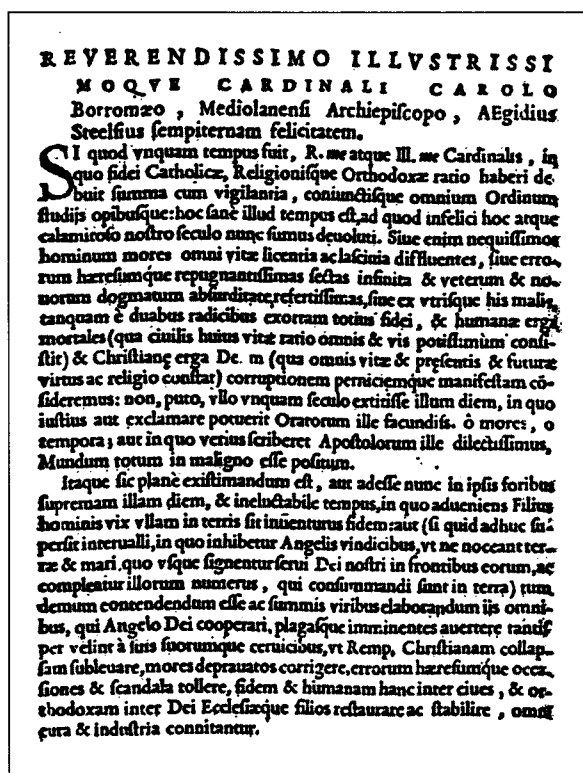 REVERENDISSIMO ILLVSTRISSI
MOQVE CARDINALI CAROLO
Borromæo, Mediolanensi Archiepiſcopo, AEgidius
Steelſius ſempiternam felicitatem.
SI quod vnquam tempus fuit, R. me atque Ill. me Cardinalis, in
quo fidei Catholicæ, Religioniſque Orthodoxæ ratio haberi de
buit ſumma cum vigilantia, coniunctiſque omnium Ordinum
ſtudijs opibuſque: hoc ſanè illud tempus eſt, ad quod infelici hoc atque
calamitoſo noſtro ſeculo nunc ſumus deuoluti. Siue enim nequiſſimos
hominum mores omni vitæ licentia ac laſciuia diffluentes, ſiue erro-
rum hæreſumque repugnantiſſimas ſectas infinita & veterum & no-
uorum dogmatum abſurditate refertiſſimas, ſiue ex vtriſque his malis,
tanquam è duabus radicibus exortam totius fidei, & humanæ erga
mortales (qua ciuilis huius vitæ ratio omnis & vis potiſſimùm conſi-
ſtit) & Chriſtianę erga De. m (qua omnis vitæ & pręſentis & futuræ
virtus ac religio conſtat) corruptionem perniciemque manifeſtam cō-
ſideremus: non, puto, vllo vnquam ſeculo extitiſſe illum diem, in quo
iuſtius aut exclamare potuerit Oratorum ille facundiſſ. ô mores, o
tempora; aut in quo verius ſcriberet Apoſtolorum ille dilectiſſimus,
Mundum totum in maligno eſſe poſitum.
Itaque ſic planè exiſtimandum eſt, aut adeſſe nunc in ipſis foribus
ſupremam illam diem, & ineluctabile tempus, in quo adueniens Filius
hominis vix vllam in terris ſit inuenturus fidem: aut (ſi quid adhuc ſu-
perſit interualli, in quo inhibetur Angelis vindicibus, vt ne noceant ter-
ræ & mari, quo vſque ſignentur ſerui Dei noſtri in frontibus eorum, ac
compleatur illorum numerus, qui conſummandi ſunt in terra) tum
demum contendendum eſſe ac ſummis viribus elaborandum ijs omni-
bus, qui Angelo Dei cooperari, plagaſque imminentes auertere tantiſ
per velint à ſuis ſuorumque ceruicibus, vt Remp. Chriſtianam collap-
ſam ſubleuare, mores deprauatos corrigere, errorum hæreſumque occa-
ſiones & ſcandala tollere, fidem & humanam hanc inter ciues, & or-
thodoxam inter Dei Eccleſiæque filios reſtaurare ac ſtabilire, omni
cura & induſtria connitantur.